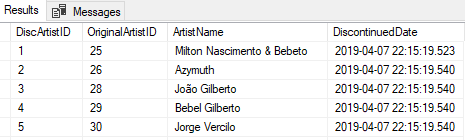 Results Messages
DiscArtistID OriginalArtistID ArtistName DiscontinuedDate
1 25 Milton Nascimento & Bebeto 2019-04-07 22:15:19.523
2 26 Azymuth 2019-04-07 22:15:19.540
3 28 João Gilberto 2019-04-07 22:15:19.540
4 29 Bebel Gilberto 2019-04-07 22:15:19.540
5 30 Jorge Vercilo 2019-04-07 22:15:19.540